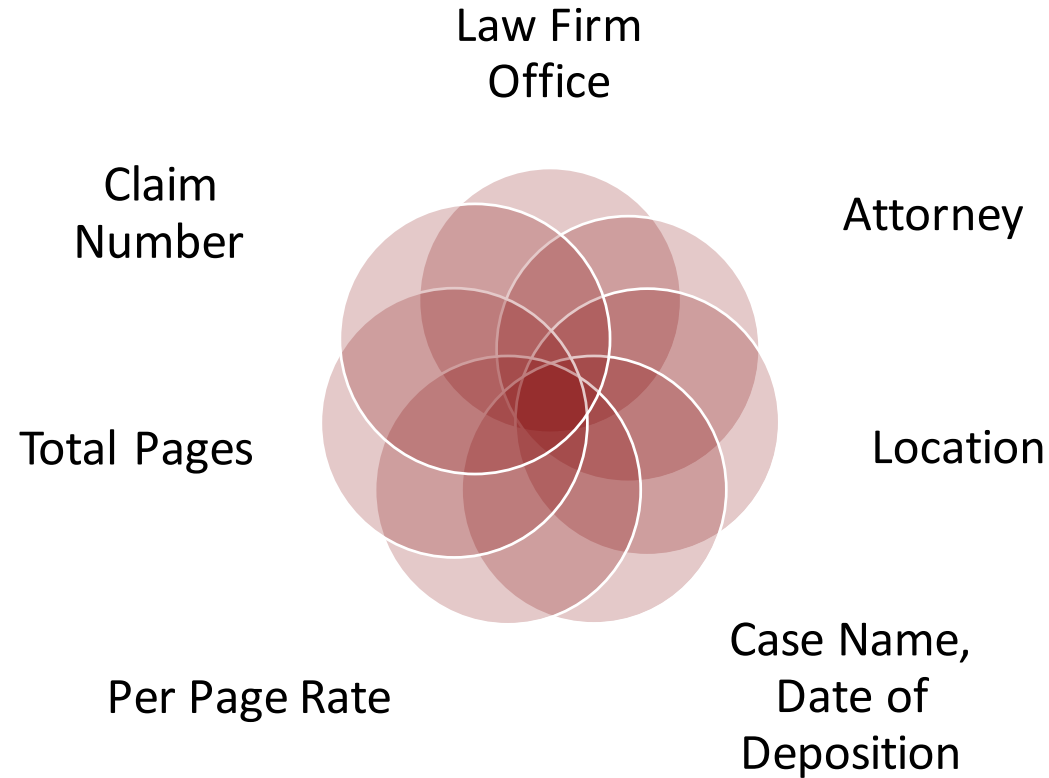 Law Firm
Office
Claim
Number
Attorney
Total Pages
Location
Per Page Rate
Case Name,
Date of
Deposition